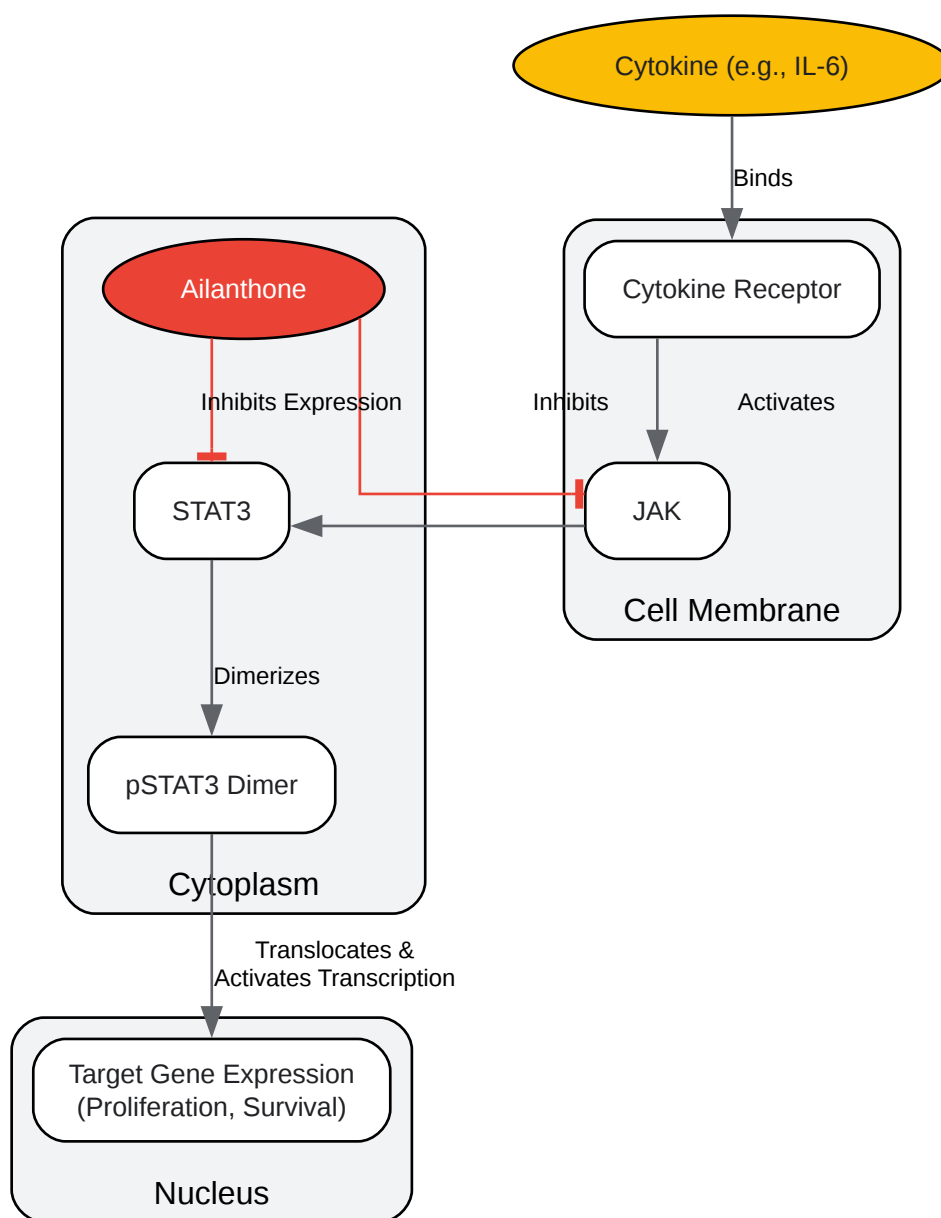 Cytokine (e.g., IL-6)
Binds
Ailanthone
Cytokine Receptor
Inhibits Expression
Inhibits
Activates
STAT3
JAK
Cell Membrane
Dimerizes
pSTAT3 Dimer
Cytoplasm
Translocates &
Activates Transcription
Target Gene Expression
(Proliferation, Survival)
Nucleus